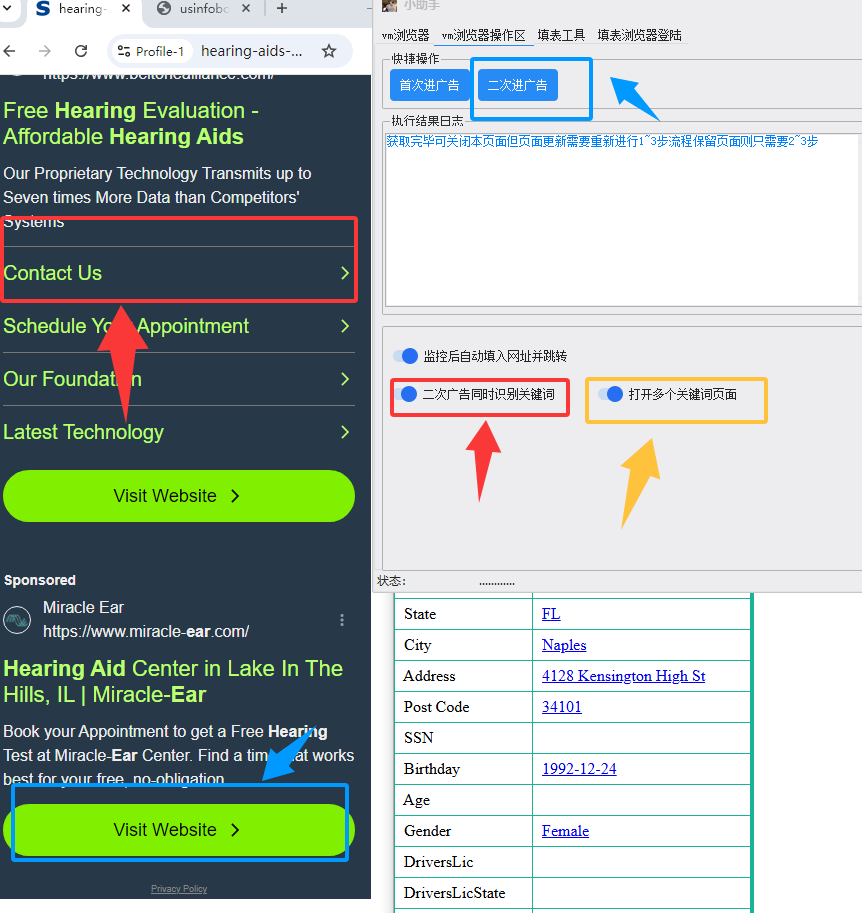 hearing-
usinfobo
Profile-1
hearing-aids-...
https://www.beltonealliance.com/
Free Hearing Evaluation -
Affordable Hearing Aids
Our Proprietary Technology Transmits up to
Seven times More Data than Competitors'
Systems
Contact Us
Schedule Your Appointment
Our Foundation
Latest Technology
Visit Website
Sponsored
Miracle Ear
https://www.miracle-ear.com/
Hearing Aid Center in Lake In The
Hills, IL | Miracle-Ear
Book your Appointment to get a Free Hearing
Test at Miracle-Ear Center. Find a time that works
best for your free, no-obligation
Visit Website
Privacy Policy
小助手
vm浏览器 vm浏览器操作区 填表工具 填表浏览器登陆
快捷操作
首次进广告 二次进广告
执行结果日志
获取完毕可关闭本页面但页面更新需要重新进行1~3步流程保留页面则只需要2~3步
监控后自动填入网址并跳转
二次广告同时识别关键词 打开多个关键词页面
状态: ............
State FL
City Naples
Address 4128 Kensington High St
Post Code 34101
SSN
Birthday 1992-12-24
Age
Gender Female
DriversLic
DriversLicState